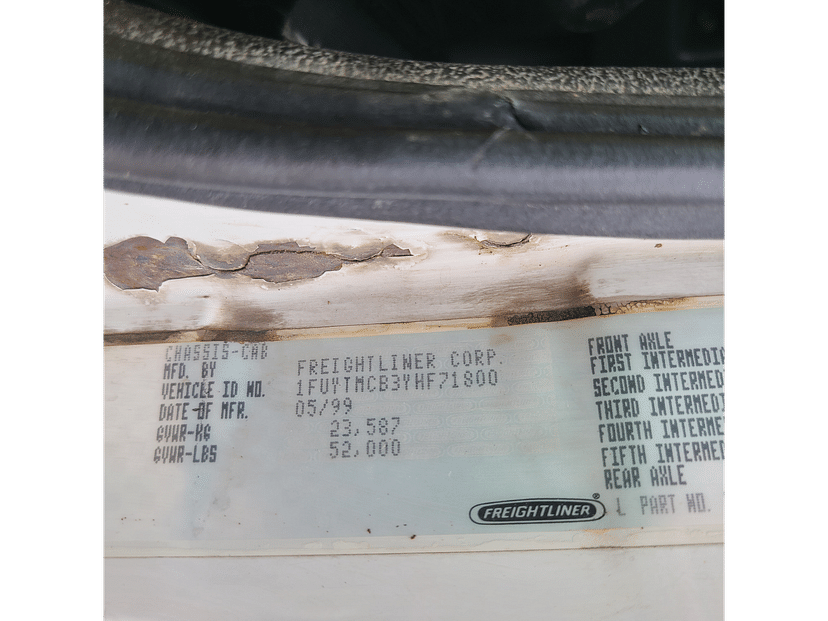 CHASSIS-CAB
MFD. BY FREIGHTLINER CORP.
VEHICLE ID NO. 1FUYTMCB3YHF71800
DATE OF MFR. 05/99
GVWR-KG 23,587
GVWR-LBS 52,000
FRONT AXLE
FIRST INTERMEDIA
SECOND INTERMED
THIRD INTERMED
FOURTH INTERME
FIFTH INTERMED
REAR AXLE
FREIGHTLINER®
L PART NO.